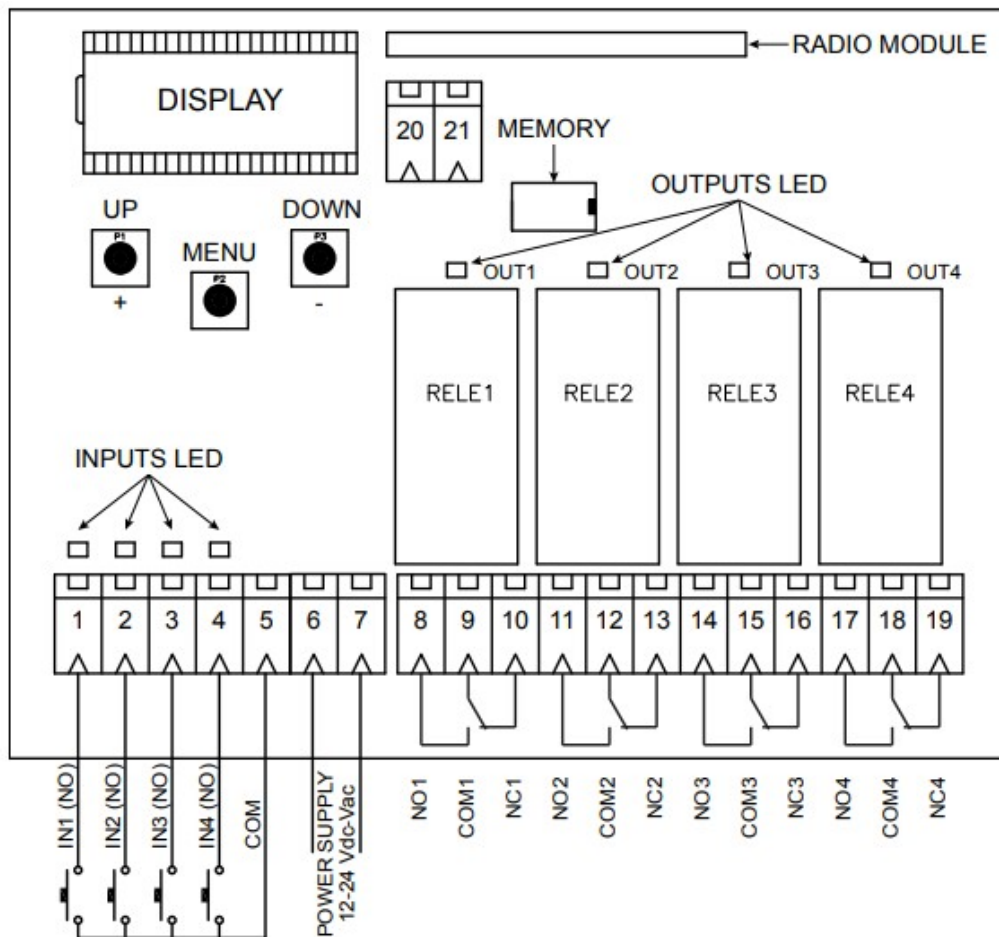 RADIO MODULE
DISPLAY
20 21
MEMORY
OUTPUTS LED
UP
DOWN
MENU
P1
P2
P3
+
-
OUT1
OUT2
OUT3
OUT4
RELE1
RELE2
RELE3
RELE4
INPUTS LED
1 2 3 4 5 6 7
8 9 10 11 12 13 14 15 16 17 18 19
IN1 (NO)
IN2 (NO)
IN3 (NO)
IN4 (NO)
COM
POWER SUPPLY
12-24 Vdc-Vac
NO1
COM1
NC1
NO2
COM2
NC2
NO3
COM3
NC3
NO4
COM4
NC4